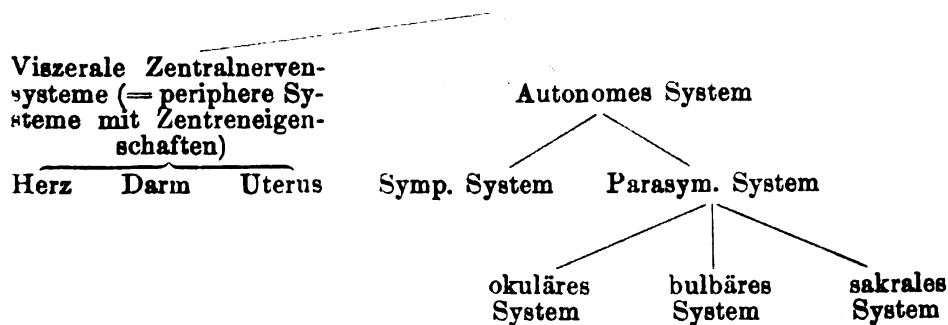 Viszerale Zentralnerven-
systeme (= periphere Sy-
steme mit Zentreneigen-
schaften)
Herz Darm Uterus
Autonomes System
Symp. System Parasym. System
okuläres System
bulbäres System
sakrales System